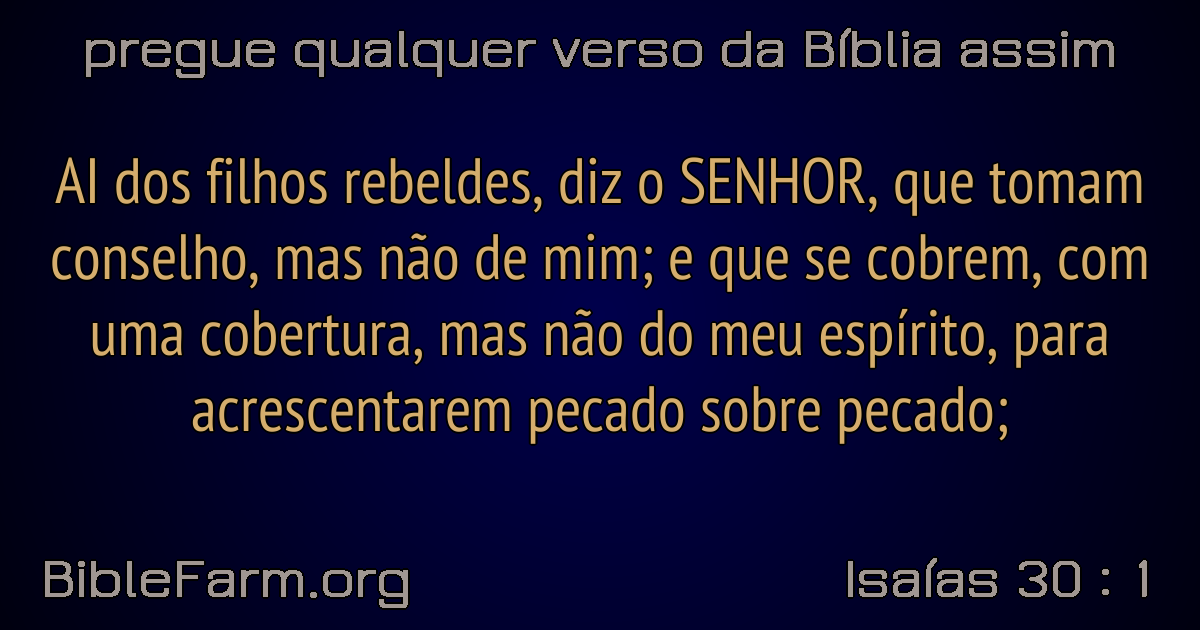 pregue qualquer verso da Bíblia assim
AI dos filhos rebeldes, diz o SENHOR, que tomam
conselho, mas não de mim; e que se cobrem, com
uma cobertura, mas não do meu espírito, para
acrescentarem pecado sobre pecado;
BibleFarm.org
Isaías 30 : 1